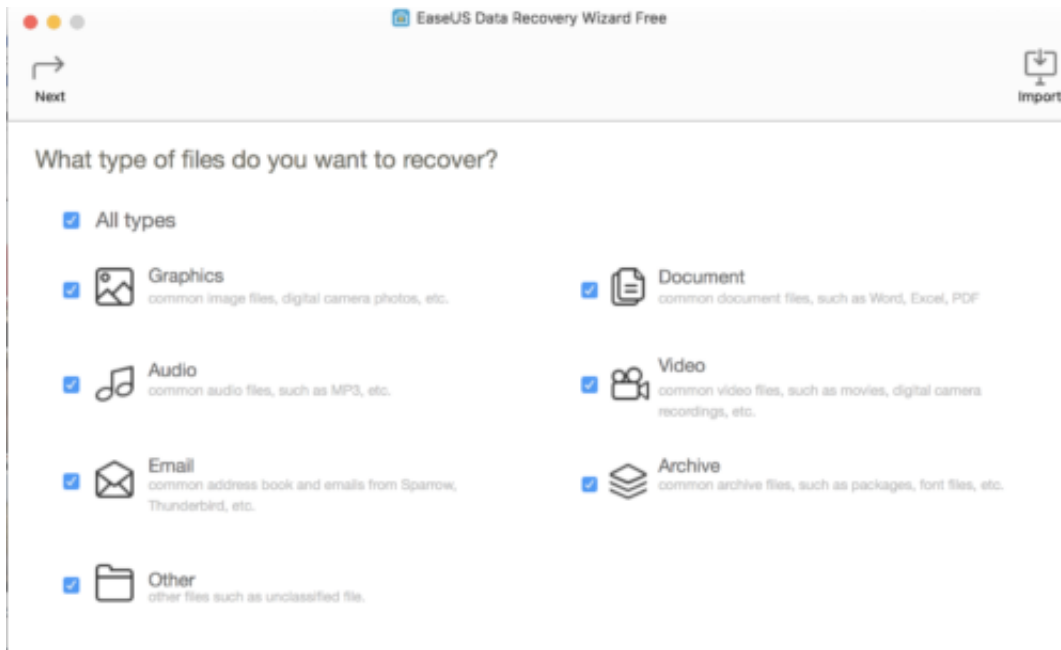 EaseUS Data Recovery Wizard Free
Next
Import
What type of files do you want to recover?
All types
Graphics
common image files, digital camera photos, etc.
Document
common document files, such as Word, Excel, PDF
Audio
common audio files, such as MP3, etc.
Video
common video files, such as movies, digital camera
recordings, etc.
Email
common address book and emails from Sparrow,
Thunderbird, etc.
Archive
common archive files, such as packages, font files, etc.
Other
other files such as unclassified file.